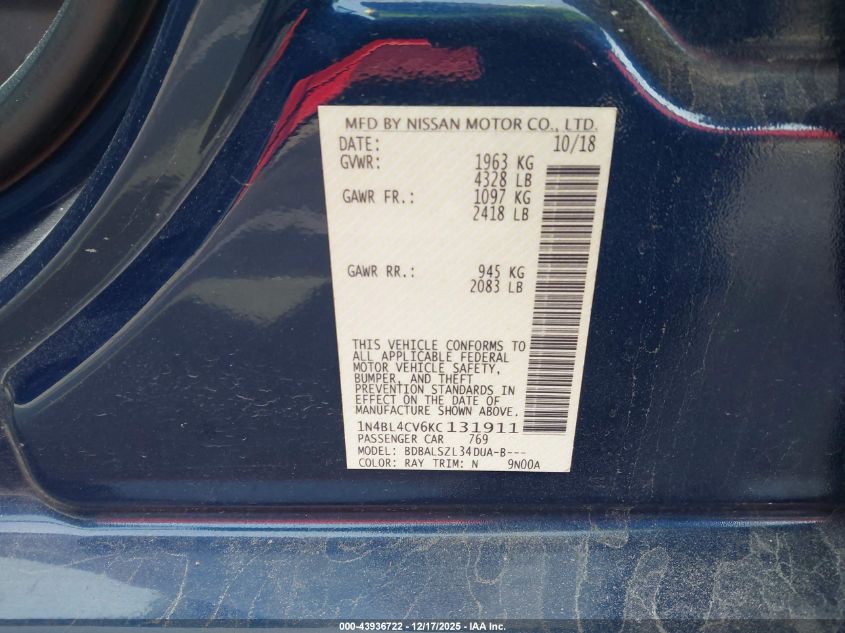 MFD BY NISSAN MOTOR CO., LTD.
DATE: 10/18
GVWR: 1963 KG
4328 LB
GAWR FR.: 1097 KG
2418 LB
GAWR RR.: 945 KG
2083 LB
THIS VEHICLE CONFORMS TO
ALL APPLICABLE FEDERAL
MOTOR VEHICLE SAFETY,
BUMPER, AND THEFT
PREVENTION STANDARDS IN
EFFECT ON THE DATE OF
MANUFACTURE SHOWN ABOVE.
1N4BL4CV6KC131911
PASSENGER CAR 769
MODEL: BDBALSZL34DUA-B---
COLOR: RAY TRIM: N 9N00A
000-43936722 – 12/17/2025 – IAA Inc.